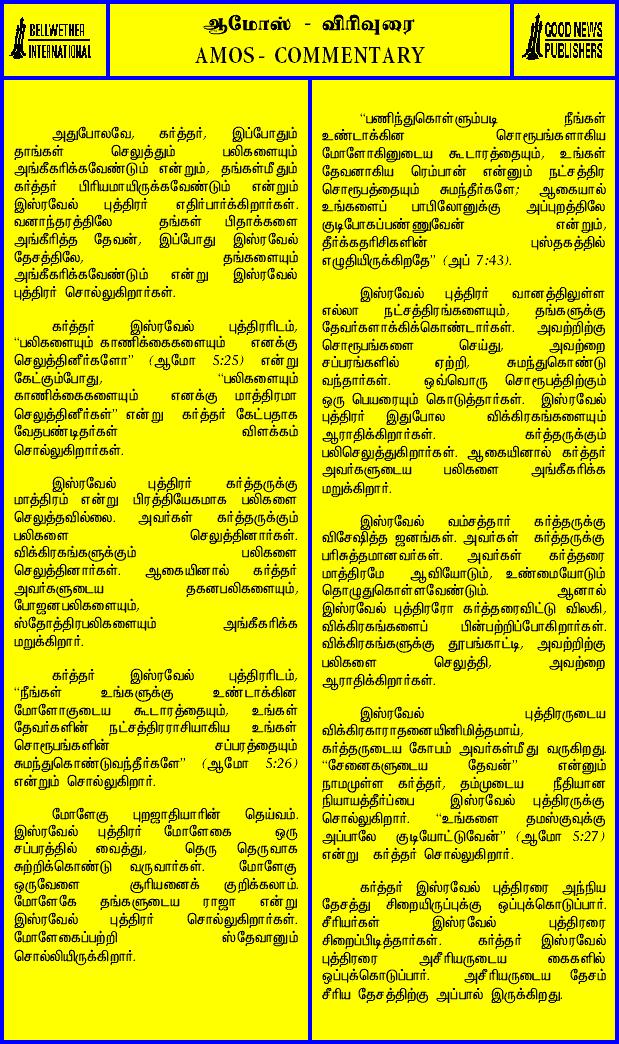 BELLWETHER
INTERNATIONAL
ஆமோஸ் - விரிவுரை
AMOS - COMMENTARY
GOOD NEWS
PUBLISHERS
அதுபோலவே, கர்த்தர், இப்போதும்
தாங்கள் செலுத்தும் பலிகளையும்
அங்கீகரிக்கவேண்டும் என்றும், தங்கள்மீதும்
கர்த்தர் பிரியமாயிருக்கவேண்டும் என்றும்
இஸ்ரவேல் புத்திரர் எதிர்பார்க்கிறார்கள்.
வனாந்தரத்திலே தங்கள் பிதாக்களை
அங்கீரித்த தேவன், இப்போது இஸ்ரவேல்
தேசத்திலே, தங்களையும்
அங்கீகரிக்கவேண்டும் என்று இஸ்ரவேல்
புத்திரர் சொல்லுகிறார்கள்.
கர்த்தர் இஸ்ரவேல் புத்திரரிடம்,
“பலிகளையும் காணிக்கைகளையும் எனக்கு
செலுத்தினீர்களோ” (ஆமோ 5:25) என்று
கேட்கும்போது, “பலிகளையும்
காணிக்கைகளையும் எனக்கு மாத்திரமா
செலுத்தினீர்கள்” என்று கர்த்தர் கேட்பதாக
வேதபண்டிதர்கள் விளக்கம்
சொல்லுகிறார்கள்.
இஸ்ரவேல் புத்திரர் கர்த்தருக்கு
மாத்திரம் என்று பிரத்தியேகமாக பலிகளை
செலுத்தவில்லை. அவர்கள் கர்த்தருக்கும்
பலிகளை செலுத்தினார்கள்.
விக்கிரகங்களுக்கும் பலிகளை
செலுத்தினார்கள். ஆகையினால் கர்த்தர்
அவர்களுடைய தகனபலிகளையும்,
போஜனபலிகளையும்,
ஸ்தோத்திரபலிகளையும் அங்கீகரிக்க
மறுக்கிறார்.
கர்த்தர் இஸ்ரவேல் புத்திரரிடம்,
“நீங்கள் உங்களுக்கு உண்டாக்கின
மோளோகுடைய கூடாரத்தையும், உங்கள்
தேவர்களின் நட்சத்திரராசியாகிய உங்கள்
சொரூபங்களின் சப்பரத்தையும்
சுமந்துகொண்டுவந்தீர்களே” (ஆமோ 5:26)
என்றும் சொல்லுகிறார்.
மோளேகு புறஜாதியாரின் தெய்வம்.
இஸ்ரவேல் புத்திரர் மோளேகை ஒரு
சப்பரத்தில் வைத்து, தெரு தெருவாக
சுற்றிக்கொண்டு வருவார்கள். மோளேகு
ஒருவேளை சூரியனைக் குறிக்கலாம்.
மோளேகே தங்களுடைய ராஜா என்று
இஸ்ரவேல் புத்திரர் சொல்லுகிறார்கள்.
மோளேகைப்பற்றி ஸ்தேவானும்
சொல்லியிருக்கிறார்.
“பணிந்துகொள்ளும்படி நீங்கள்
உண்டாக்கின சொரூபங்களாகிய
மோளோகினுடைய கூடாரத்தையும், உங்கள்
தேவனாகிய ரெம்பான் என்னும் நட்சத்திர
சொரூபத்தையும் சுமந்தீர்களே; ஆகையால்
உங்களைப் பாபிலோனுக்கு அப்புறத்திலே
குடிபோகப்பண்ணுவேன் என்றும்,
தீர்க்கதரிசிகளின் புஸ்தகத்தில்
எழுதியிருக்கிறதே” (அப் 7:43).
இஸ்ரவேல் புத்திரர் வானத்திலுள்ள
எல்லா நட்சத்திரங்களையும், தங்களுக்கு
தேவர்களாக்கிக்கொண்டார்கள். அவற்றிற்கு
சொரூபங்களை செய்து, அவற்றை
சப்பரங்களில் ஏற்றி, சுமந்துகொண்டு
வந்தார்கள். ஒவ்வொரு சொரூபத்திற்கும்
ஒரு பெயரையும் கொடுத்தார்கள். இஸ்ரவேல்
புத்திரர் இதுபோல விக்கிரகங்களையும்
ஆராதிக்கிறார்கள். கர்த்தருக்கும்
பலிசெலுத்துகிறார்கள். ஆகையினால் கர்த்தர்
அவர்களுடைய பலிகளை அங்கீகரிக்க
மறுக்கிறார்.
இஸ்ரவேல் வம்சத்தார் கர்த்தருக்கு
விசேஷித்த ஜனங்கள். அவர்கள் கர்த்தருக்கு
பரிசுத்தமானவர்கள். அவர்கள் கர்த்தரை
மாத்திரமே ஆவியோடும், உண்மையோடும்
தொழுதுகொள்ளவேண்டும். ஆனால்
இஸ்ரவேல் புத்திரரோ கர்த்தரைவிட்டு விலகி,
விக்கிரகங்களைப் பின்பற்றிப்போகிறார்கள்.
விக்கிரகங்களுக்கு தூபங்காட்டி, அவற்றிற்கு
பலிகளை செலுத்தி, அவற்றை
ஆராதிக்கிறார்கள்.
இஸ்ரவேல் புத்திரருடைய
விக்கிரகாராதனையினிமித்தமாய்,
கர்த்தருடைய கோபம் அவர்கள்மீது வருகிறது.
“சேனைகளுடைய தேவன்” என்னும்
நாமமுள்ள கர்த்தர், தம்முடைய நீதியான
நியாயத்தீர்ப்பை இஸ்ரவேல் புத்திரருக்கு
சொல்லுகிறார். “உங்களை தமஸ்குவுக்கு
அப்பாலே குடியோட்டுவேன்” (ஆமோ 5:27)
என்று கர்த்தர் சொல்லுகிறார்.
கர்த்தர் இஸ்ரவேல் புத்திரரை அந்நிய
தேசத்து சிறையிருப்புக்கு ஒப்புக்கொடுப்பார்.
சீரியர்கள் இஸ்ரவேல் புத்திரரை
சிறைப்பிடித்தார்கள். கர்த்தர் இஸ்ரவேல்
புத்திரரை அசீரியருடைய கைகளில்
ஒப்புக்கொடுப்பார். அசீரியருடைய தேசம்
சீரிய தேசத்திற்கு அப்பால் இருக்கிறது.